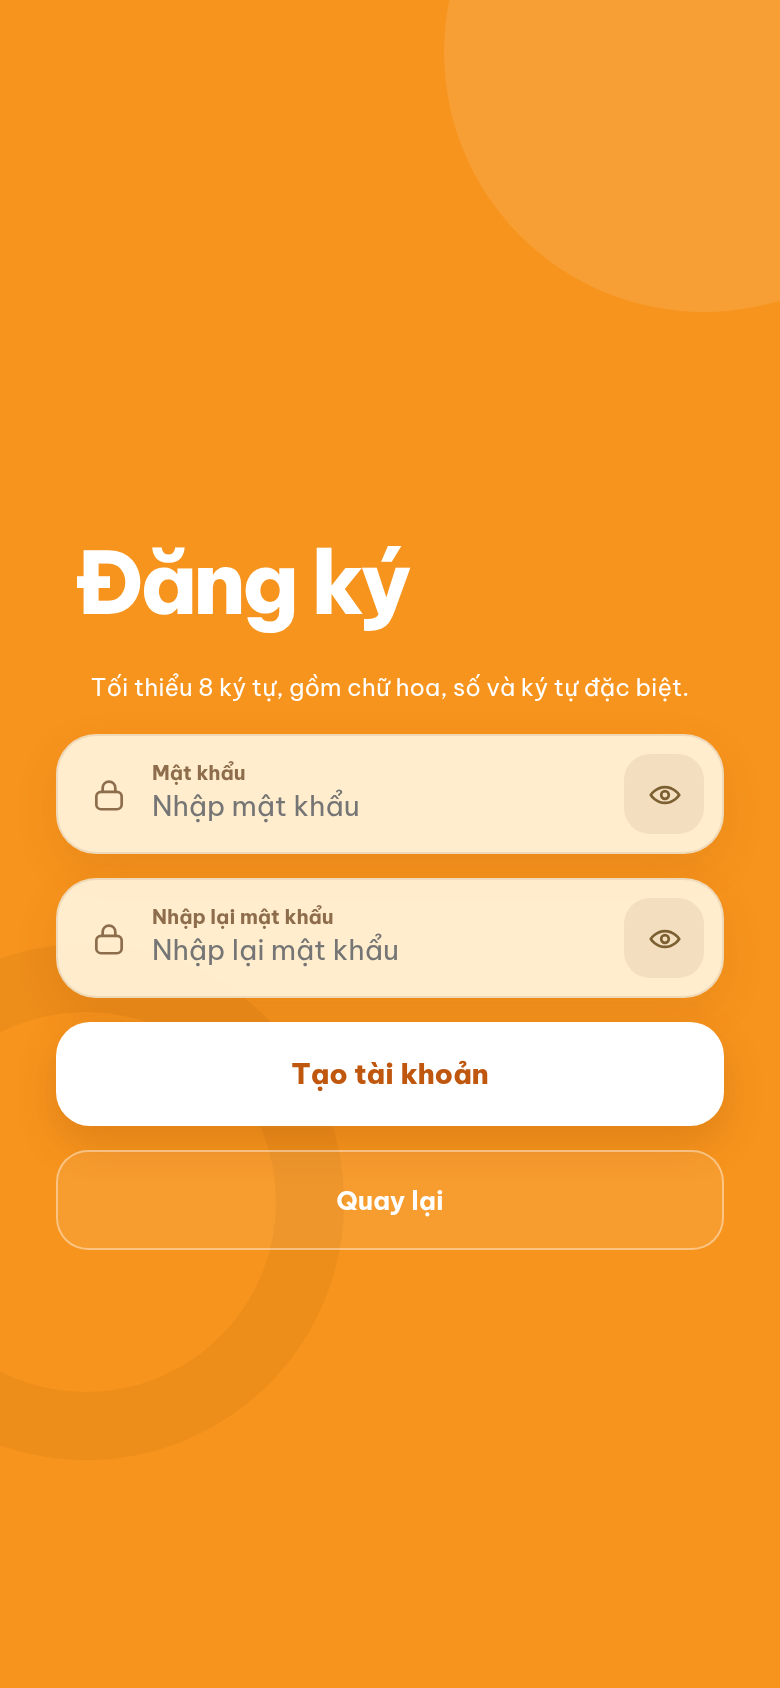 Đăng ký
Tối thiểu 8 ký tự, gồm chữ hoa, số và ký tự đặc biệt.
Mật khẩu
Nhập mật khẩu
Nhập lại mật khẩu
Nhập lại mật khẩu
Tạo tài khoản
Quay lại